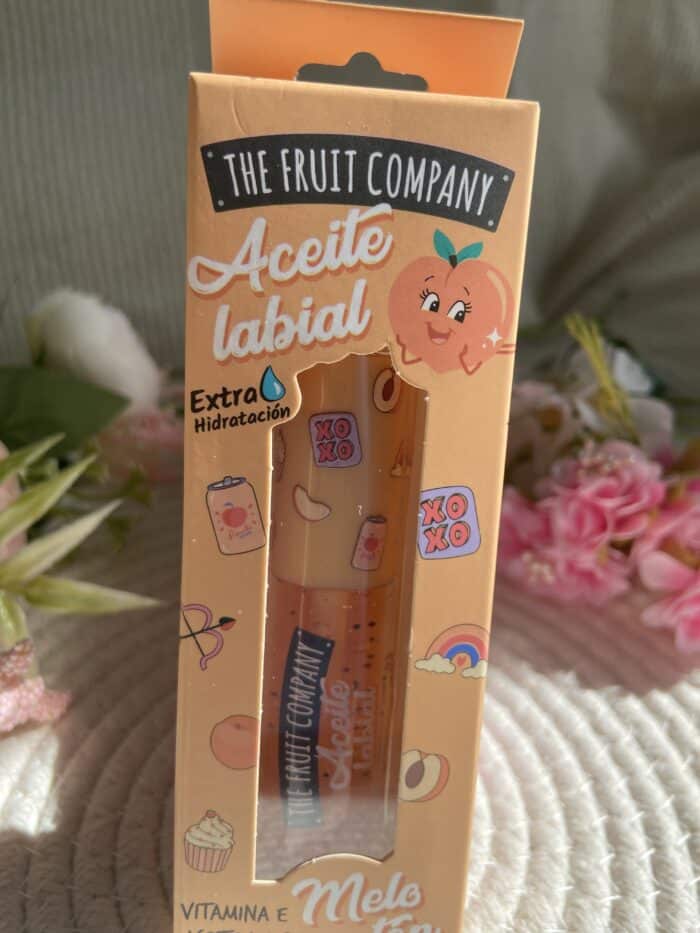 THE FRUIT COMPANY
Aceite
labial
Extra
Hidratación
XO
XO
XO
XO
THE FRUIT COMPANY
Aceite
labial
VITAMINA E
Melo